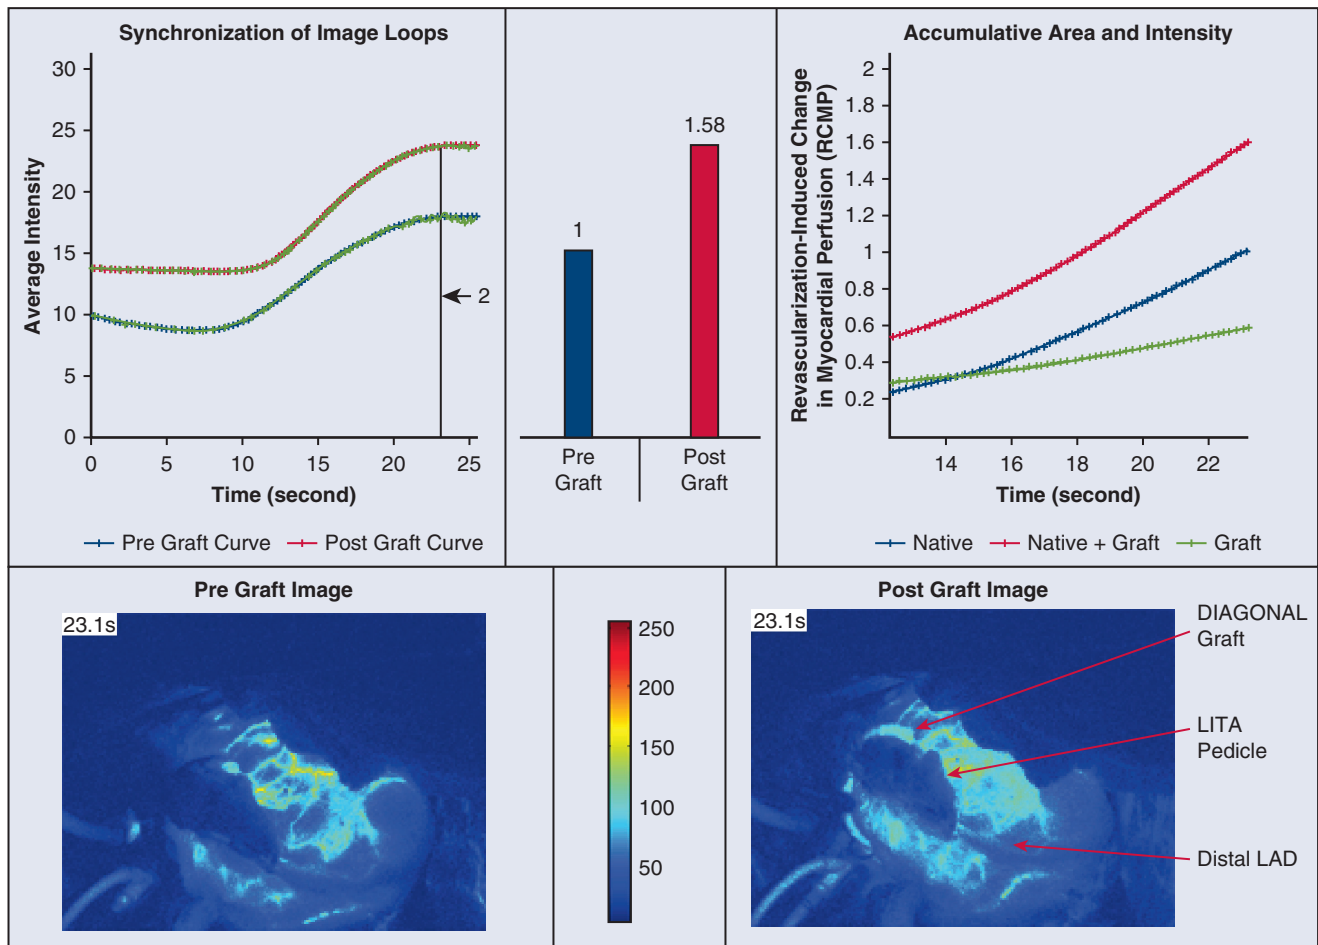 Synchronization of Image Loops
Average Intensity
30
25
20
15
10
5
0
0 5 10 15 20 25
Time (second)
2
Pre Graft Curve Post Graft Curve
1
1.58
Pre
Graft
Post
Graft
Accumulative Area and Intensity
Revascularization-Induced Change
in Myocardial Perfusion (RCMP)
2
1.8
1.6
1.4
1.2
1
0.8
0.6
0.4
0.2
14 16 18 20 22
Time (second)
Native Native + Graft Graft
Pre Graft Image
23.1s
250
200
150
100
50
Post Graft Image
23.1s
DIAGONAL
Graft
LITA
Pedicle
Distal LAD